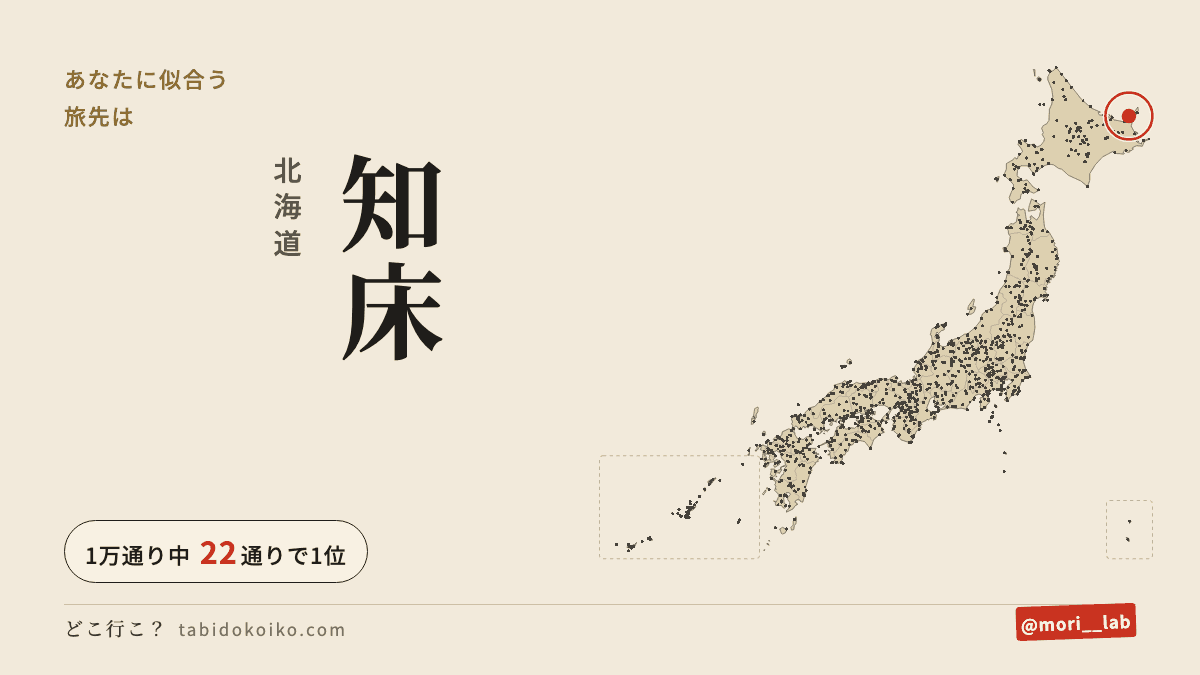 あなたに似合う
旅先は
知床
北海道
1万通り中 22通りで1位
どこ行こ？ tabidokoiko.com
@mori__lab